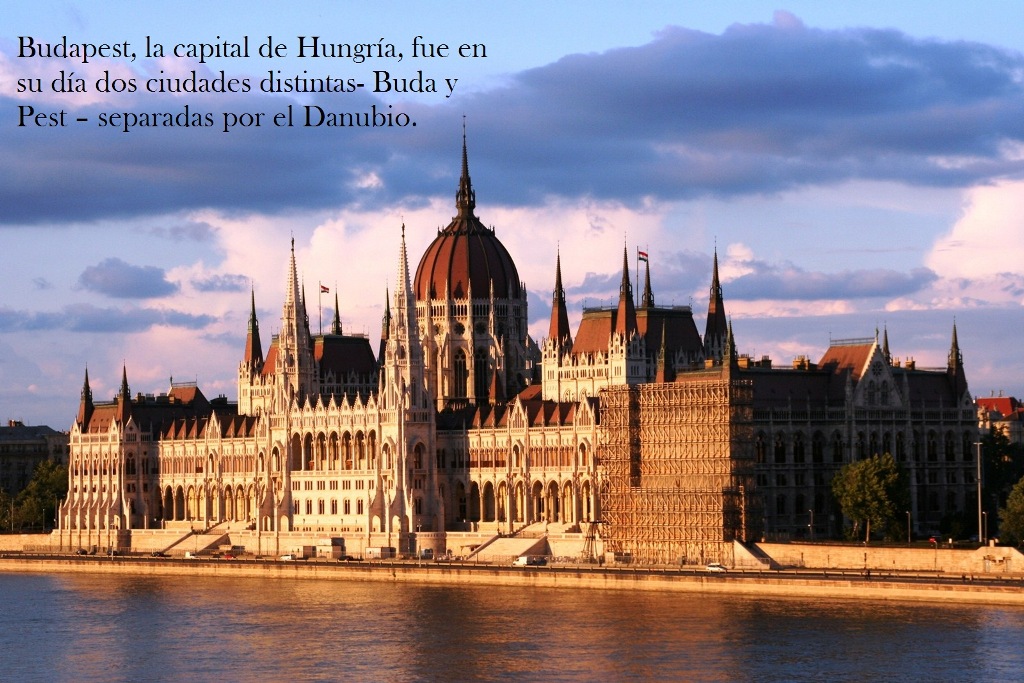 Budapest, la capital de Hungría, fue en
su día dos ciudades distintas- Buda y
Pest – separadas por el Danubio.